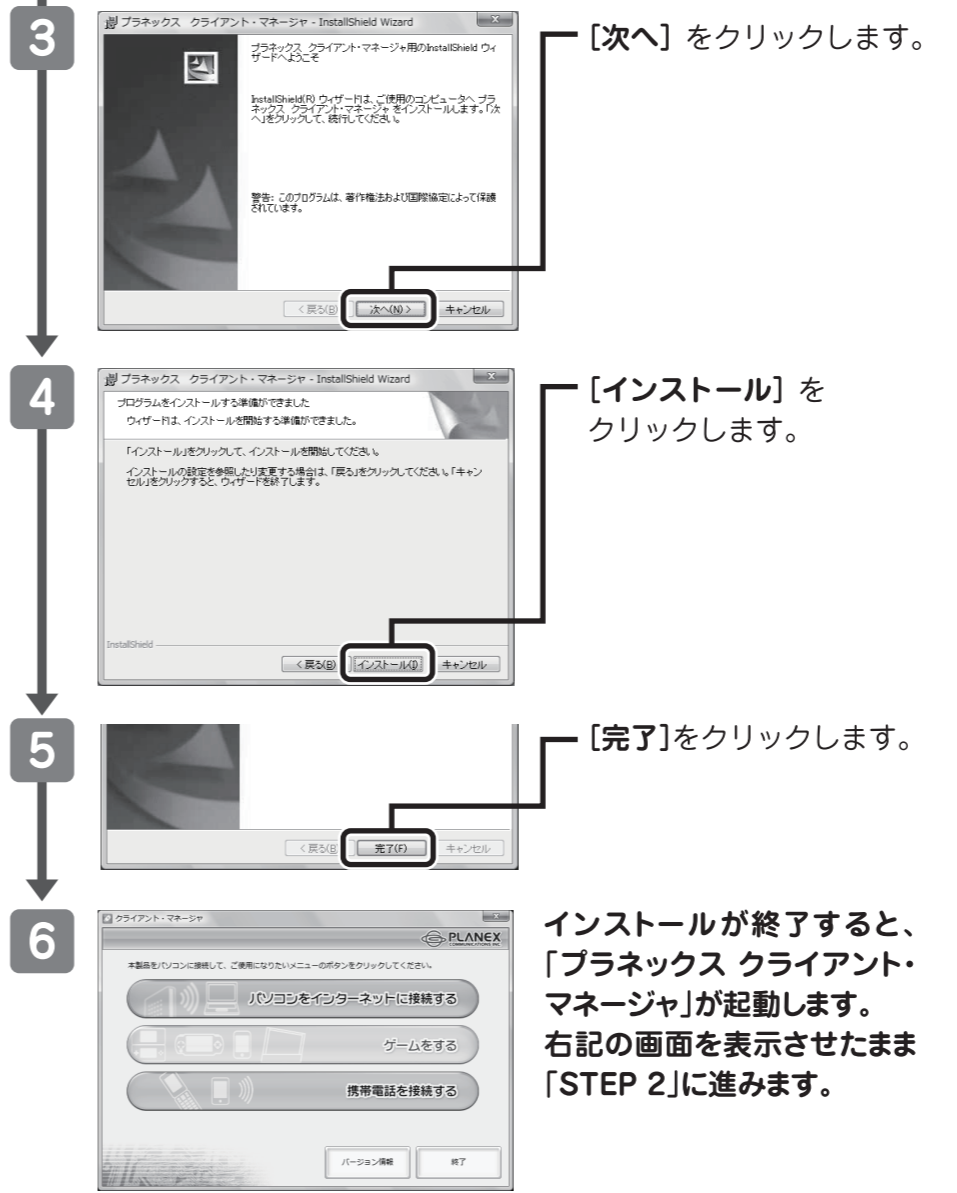 3
プラネックス クライアント・マネージャ - InstallShield Wizard
プラネックス クライアント・マネージャ用のInstallShield ウィ
ザードへようこそ
InstallShield(R) ウィザードは、ご使用のコンピュータへ プラ
ネックス クライアント・マネージャ をインストールします。「次
へ」をクリックして、続行してください。
警告: このプログラムは、著作権法および国際協定によって保護
されています。
< 戻る(B)
次へ(N) >
キャンセル
[次へ] をクリックします。
4
プラネックス クライアント・マネージャ - InstallShield Wizard
プログラムをインストールする準備ができました
ウィザードは、インストールを開始する準備ができました。
「インストール」をクリックして、インストールを開始してください。
インストールの設定を参照したり変更する場合は、「戻る」をクリックしてください。「キャン
セル」をクリックすると、ウィザードを終了します。
InstallShield
< 戻る(B)
インストール(I)
キャンセル
[インストール] を
クリックします。
5
< 戻る(B
完了(F)
キャンセル
[完了]をクリックします。
6
クライアント・マネージャ
PLANEX
COMMUNICATIONS INC.
本製品をパソコンに接続して、ご使用になりたいメニューのボタンをクリックしてください。
パソコンをインターネットに接続する
ゲームをする
携帯電話を接続する
バージョン情報
終了
インストールが終了すると、
「プラネックス クライアント・
マネージャ」が起動します。
右記の画面を表示させたまま
「STEP 2」に進みます。